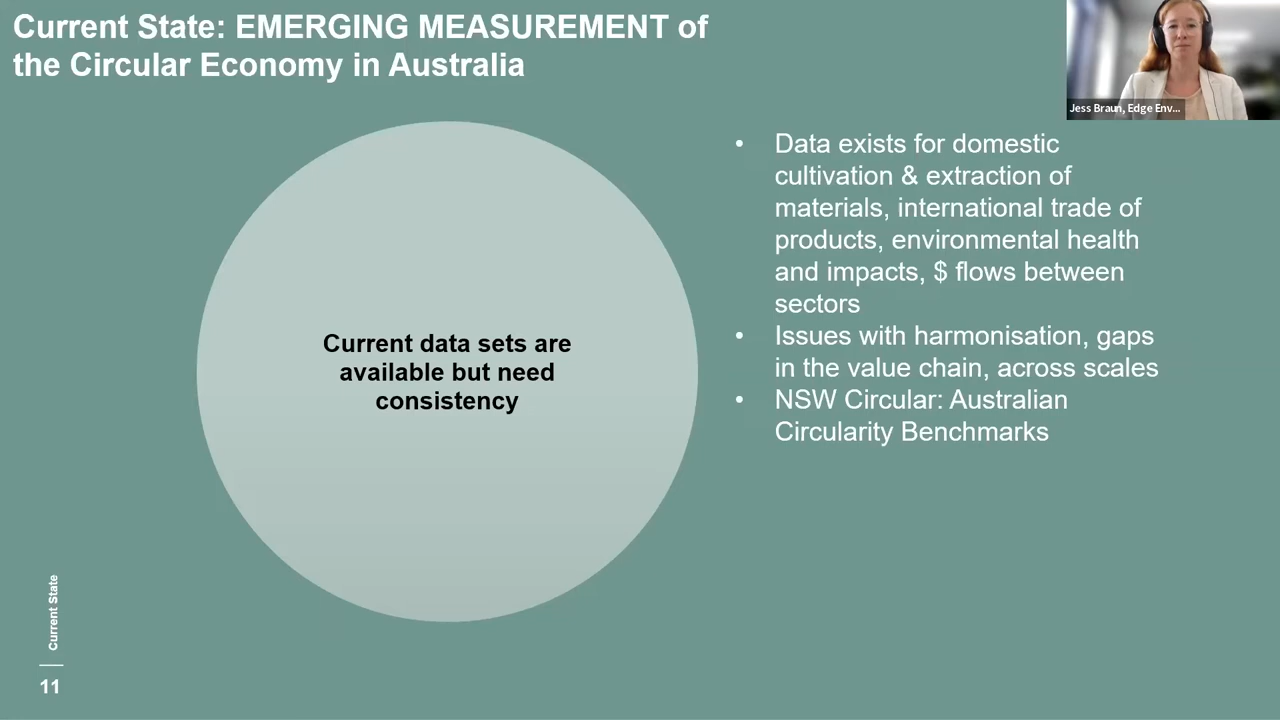 Current State: EMERGING MEASUREMENT of
the Circular Economy in Australia
Jess Braun, Edge Env...
• Data exists for domestic
cultivation & extraction of
materials, international trade of
products, environmental health
and impacts, $ flows between
sectors
• Issues with harmonisation, gaps
in the value chain, across scales
• NSW Circular: Australian
Circularity Benchmarks
Current data sets are
available but need
consistency
Current State
11